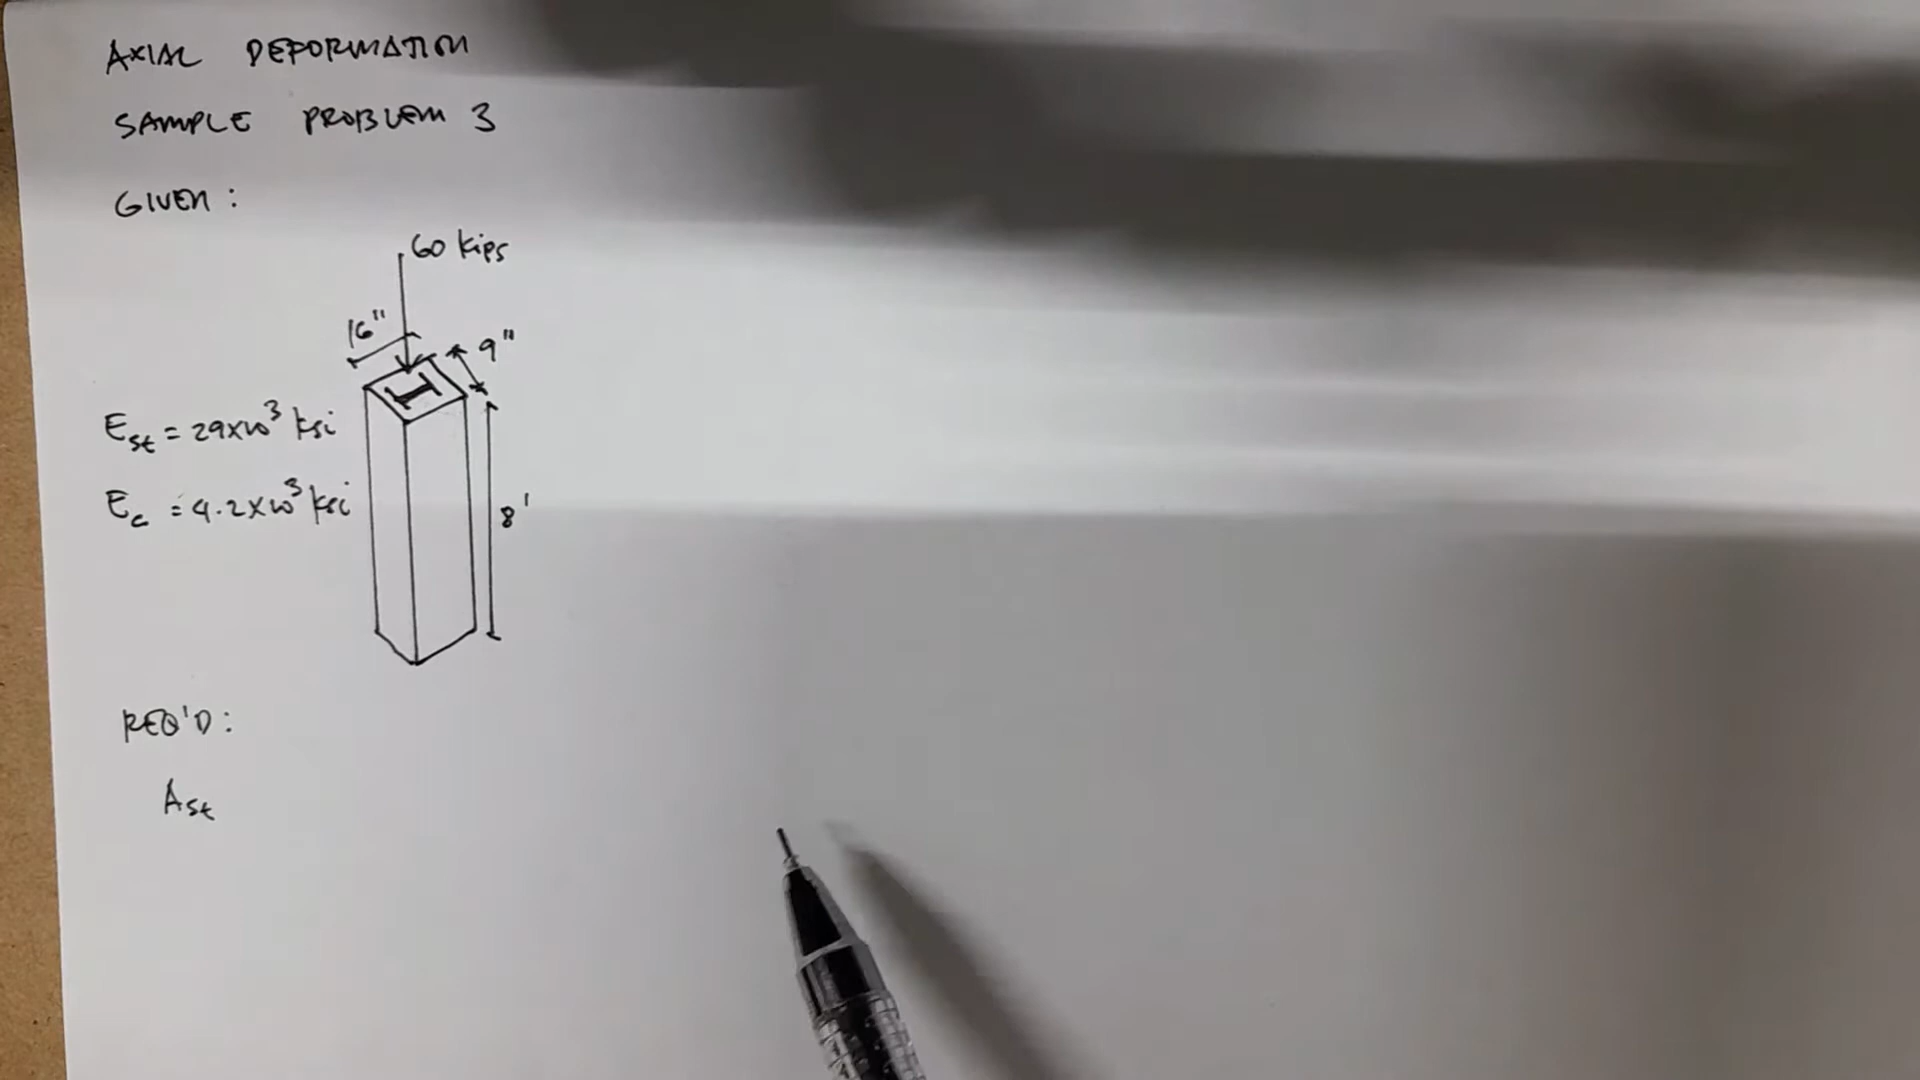 AXIAL DEFORMATION
SAMPLE PROBLEM 3
GIVEN:
60 kips
16"
9"
Est = 29x10³ ksi
Ec = 4.2x10³ ksi
8'
REQ'D:
Ast